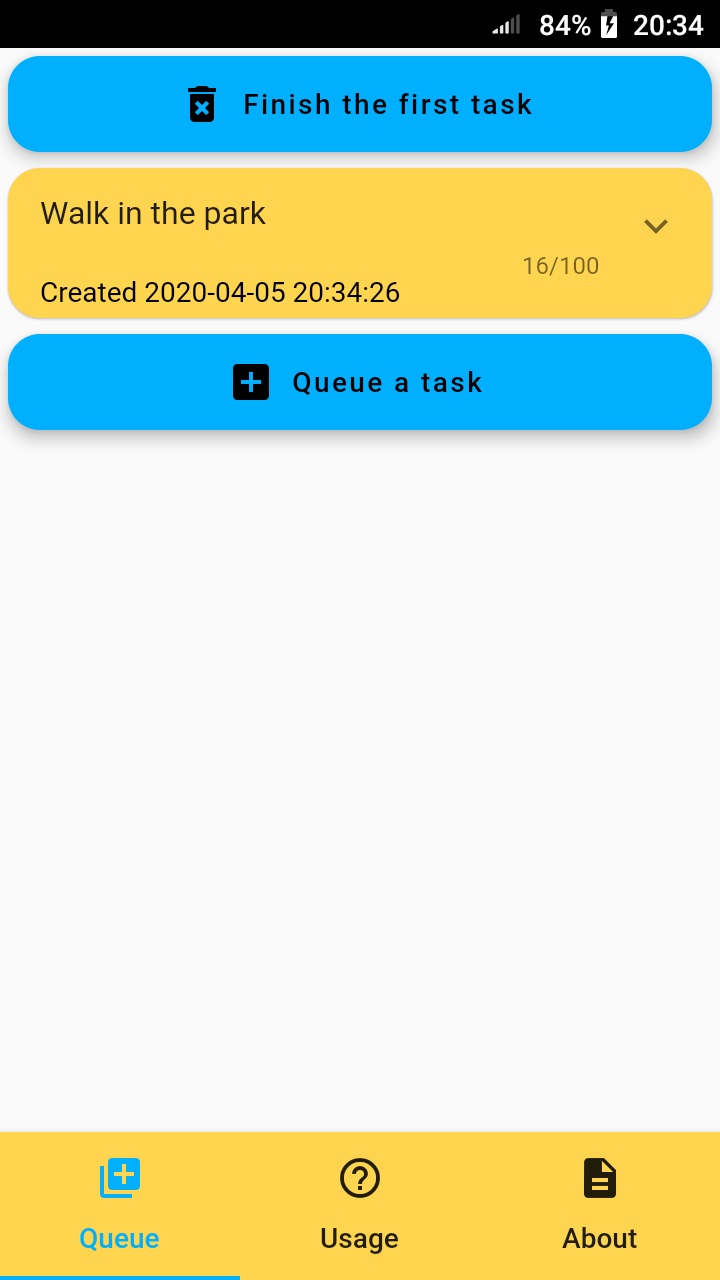 84% 20:34
Finish the first task
Walk in the park
16/100
Created 2020-04-05 20:34:26
Queue a task
Queue Usage About